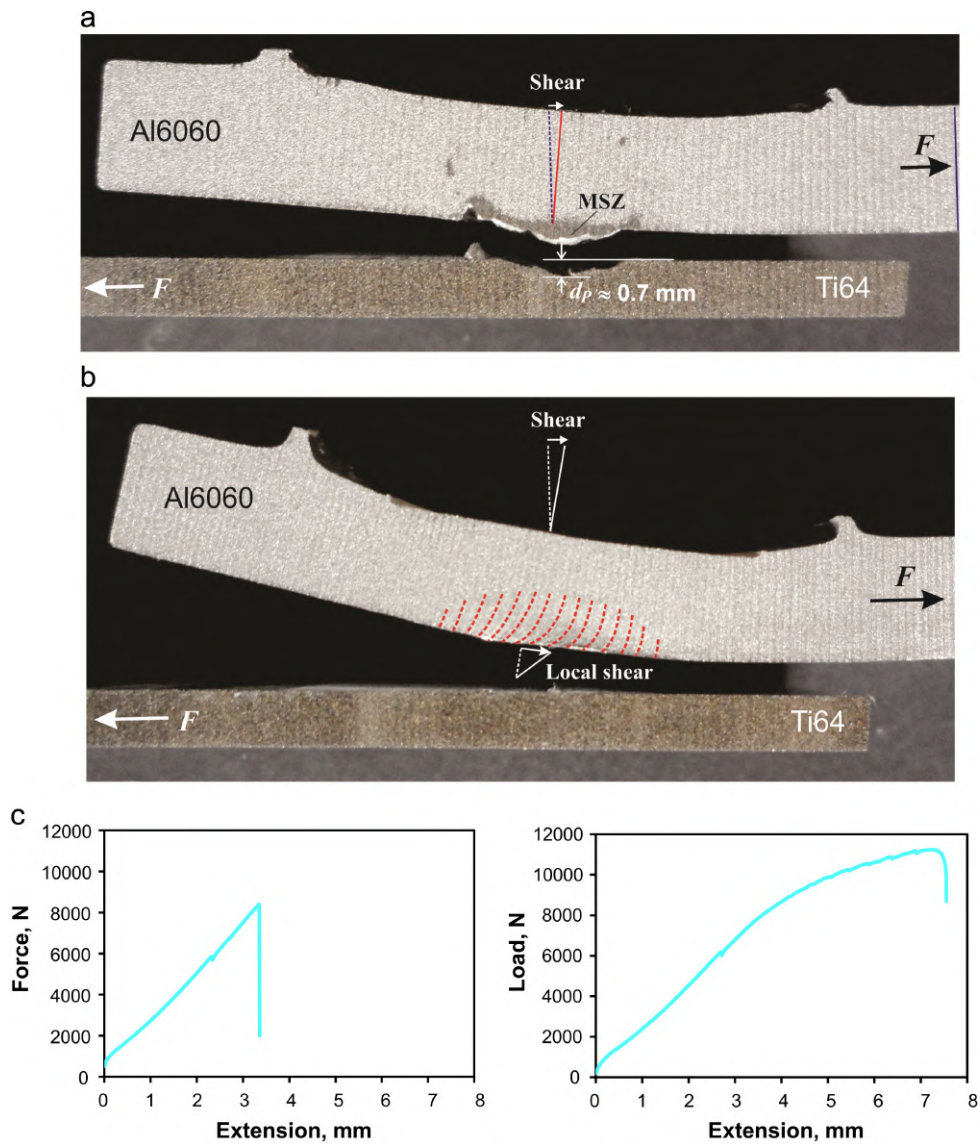 a
Shear
Al6060
F
MSZ
F
dP ≈ 0.7 mm
Ti64
b
Shear
Al6060
F
Local shear
F
Ti64
c
12000
10000
8000
6000
4000
2000
0
Force, N
0 1 2 3 4 5 6 7 8
Extension, mm
12000
10000
8000
6000
4000
2000
0
Load, N
0 1 2 3 4 5 6 7 8
Extension, mm